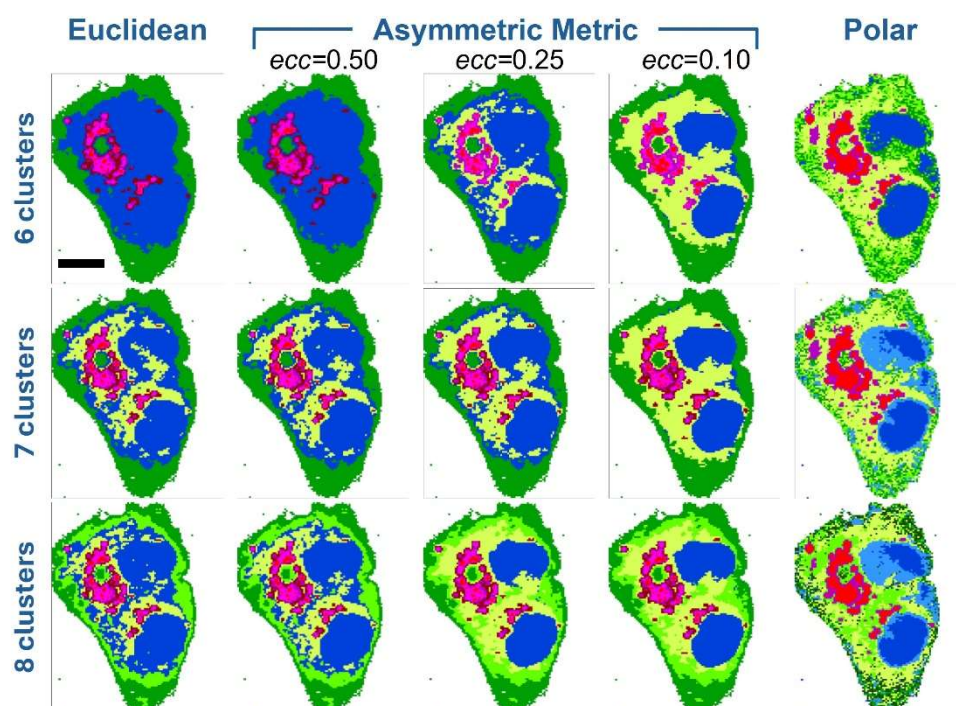 Euclidean
Asymmetric Metric
Polar
ecc=0.50
ecc=0.25
ecc=0.10
6 clusters
7 clusters
8 clusters